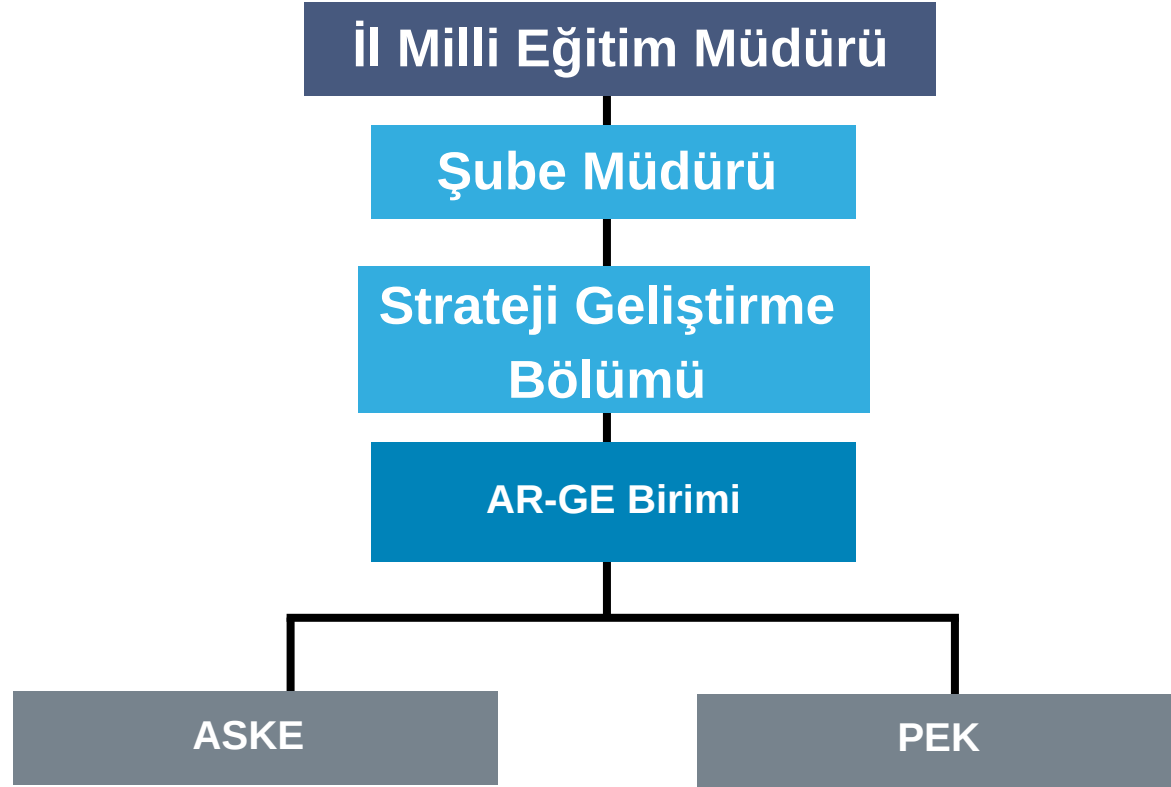 İl Milli Eğitim Müdürü
Şube Müdürü
Strateji Geliştirme
Bölümü
AR-GE Birimi
ASKE
PEK